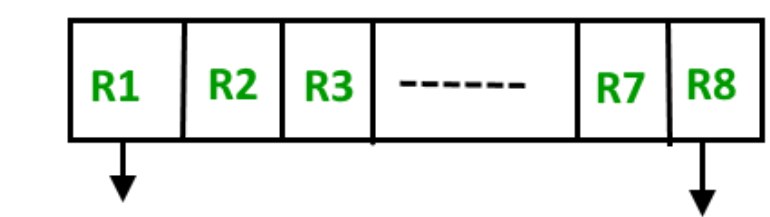 R1 R2 R3 ------ R7 R8